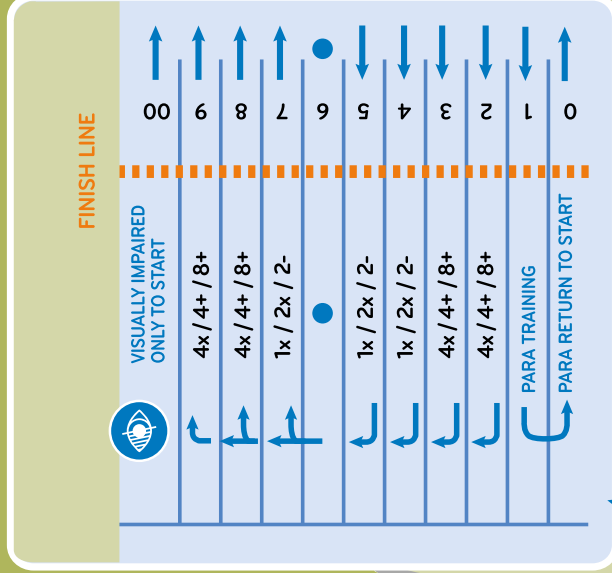 00 9 8 7 6 5 4 3 2 1 0
FINISH LINE
VISUALLY IMPAIRED
ONLY TO START
4x / 4+ / 8+
4x / 4+ / 8+
1x / 2x / 2-
1x / 2x / 2-
1x / 2x / 2-
4x / 4+ / 8+
4x / 4+ / 8+
PARA TRAINING
PARA RETURN TO START